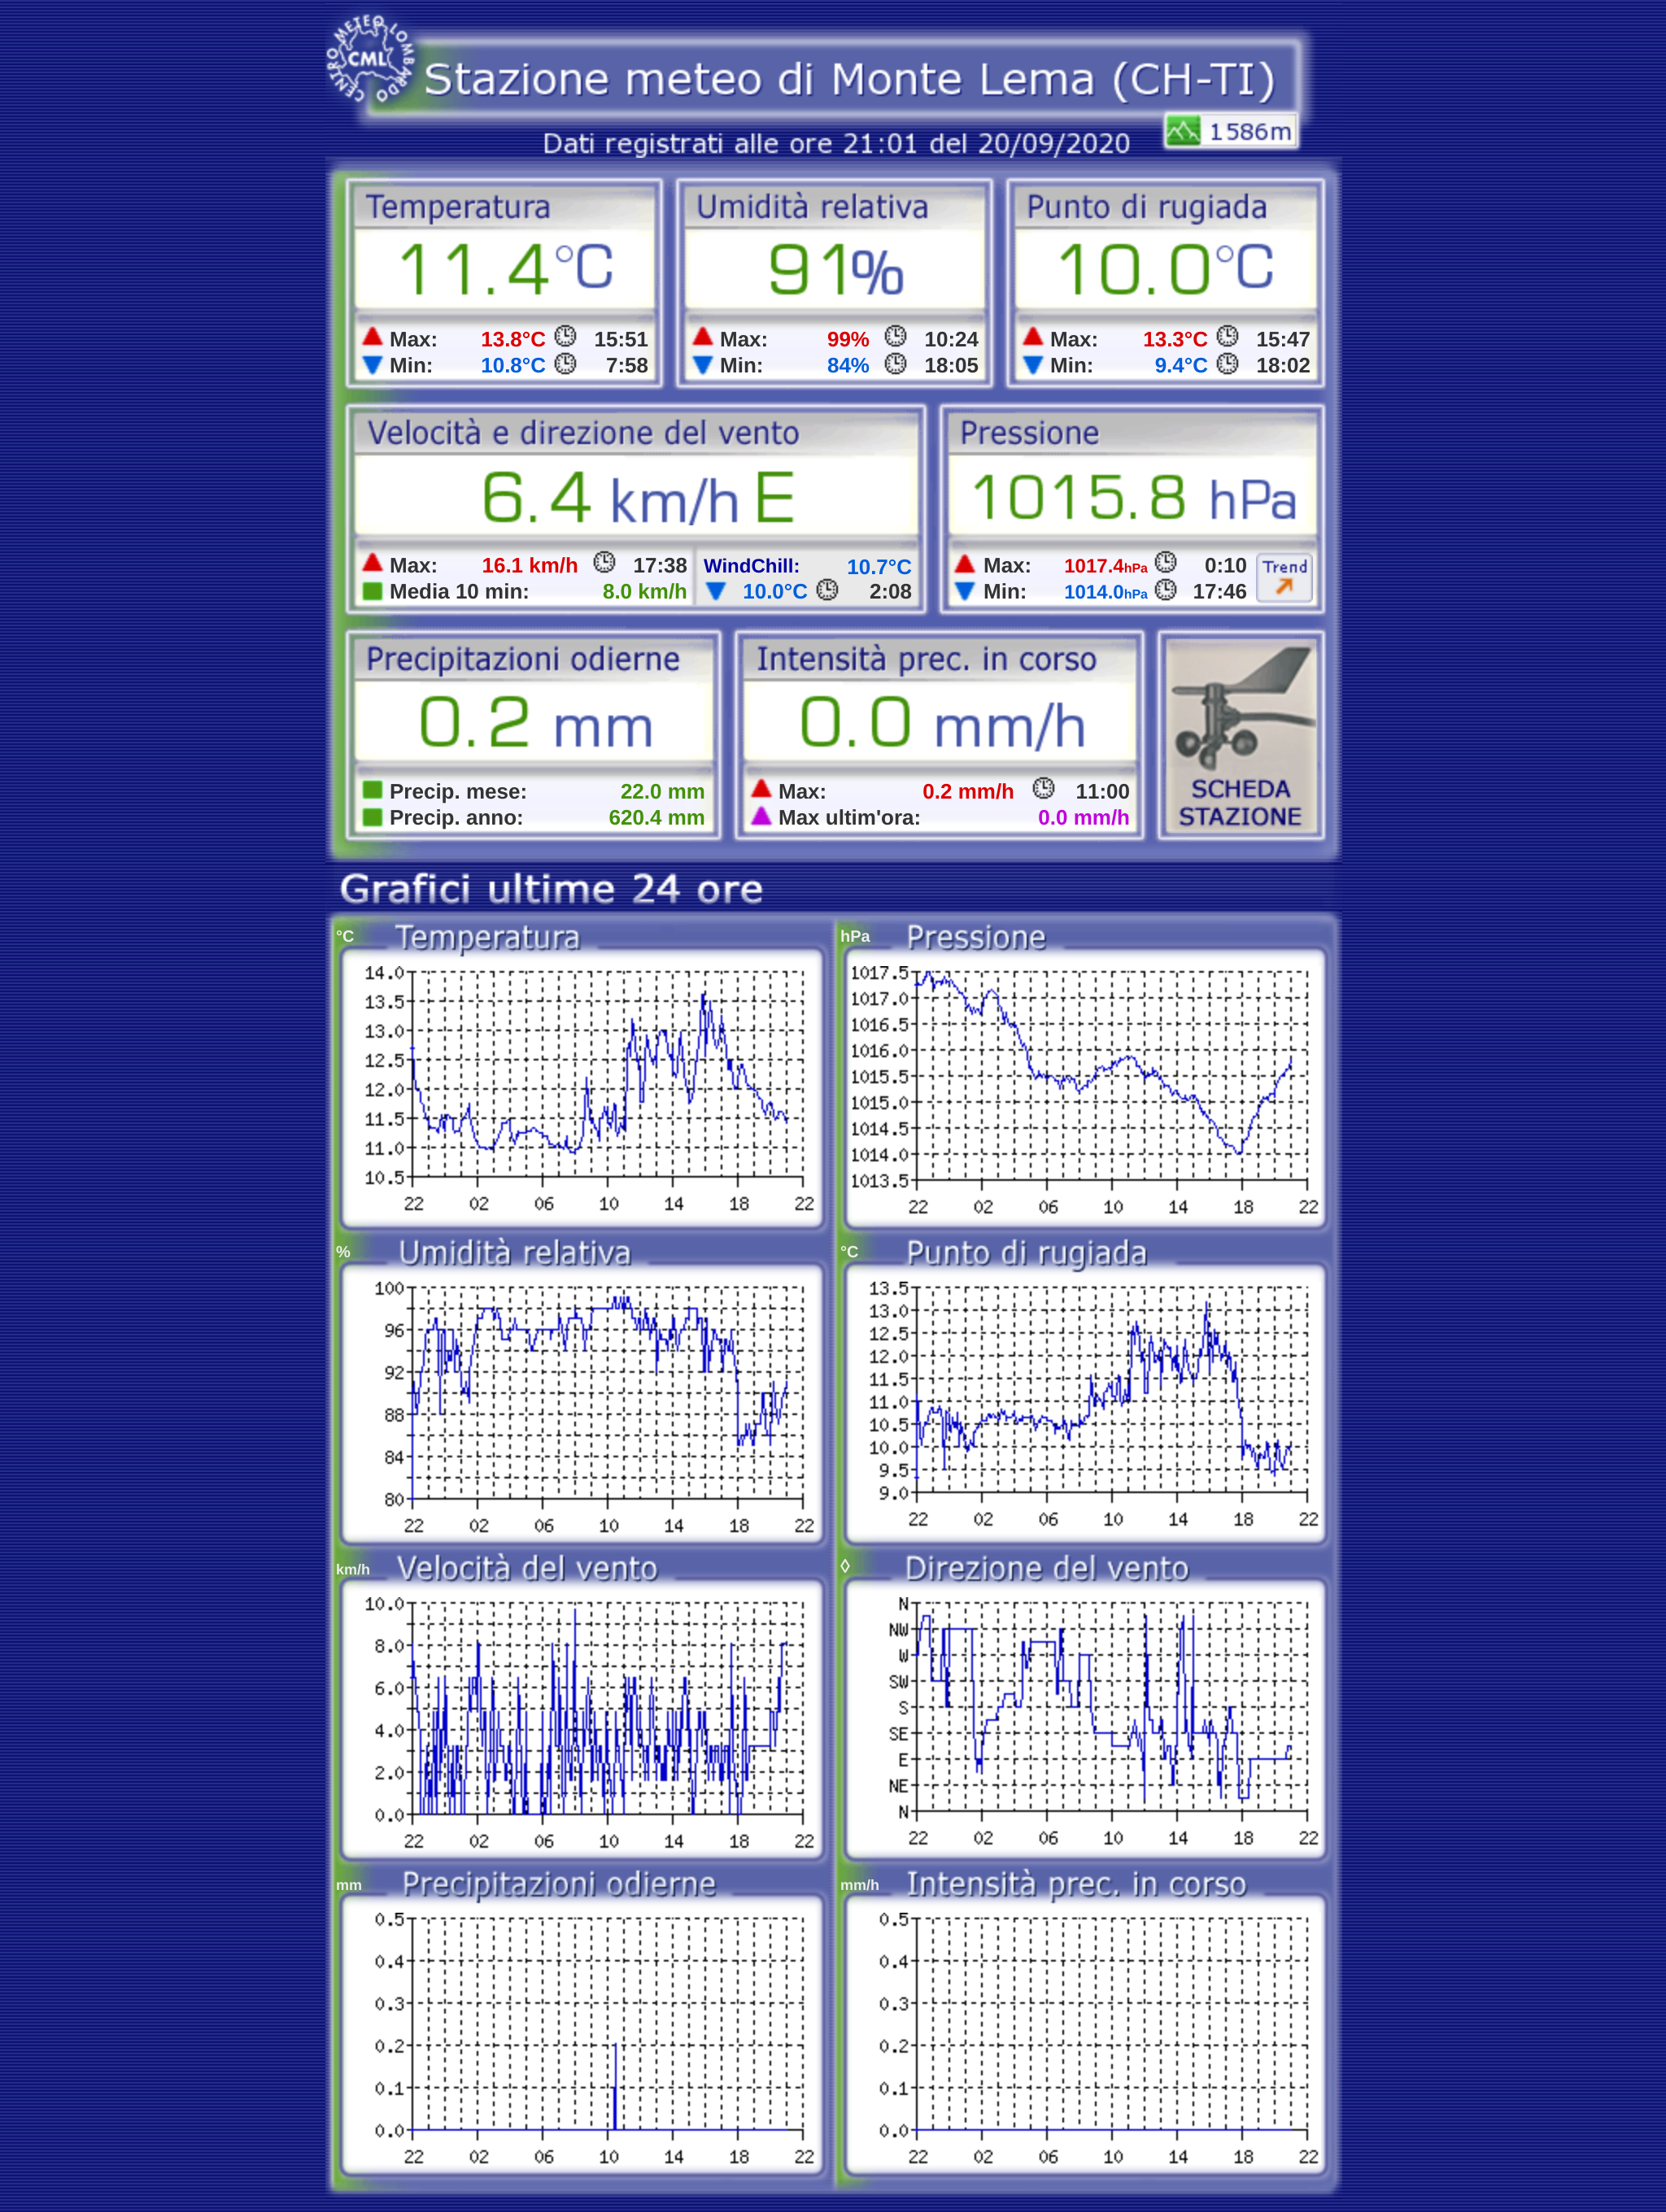 CENTRO METEO LOMBARDO
CML
Stazione meteo di Monte Lema (CH-TI)
Dati registrati alle ore 21:01 del 20/09/2020
1586m
Temperatura Umidità relativa Punto di rugiada
11.4°C 91% 10.0°C
Max: 13.8°C 15:51 Max: 99% 10:24 Max: 13.3°C 15:47
Min: 10.8°C 7:58 Min: 84% 18:05 Min: 9.4°C 18:02
Velocità e direzione del vento Pressione
6.4 km/h E 1015.8 hPa
Max: 16.1 km/h 17:38 WindChill: 10.7°C Max: 1017.4hPa 0:10 Trend
Media 10 min: 8.0 km/h 10.0°C 2:08 Min: 1014.0hPa 17:46
Precipitazioni odierne Intensità prec. in corso
0.2 mm 0.0 mm/h
Precip. mese: 22.0 mm Max: 0.2 mm/h 11:00 SCHEDA
Precip. anno: 620.4 mm Max ultim'ora: 0.0 mm/h STAZIONE
Grafici ultime 24 ore
°C Temperatura
14.0
13.5
13.0
12.5
12.0
11.5
11.0
10.5
22 02 06 10 14 18 22
hPa Pressione
1017.5
1017.0
1016.5
1016.0
1015.5
1015.0
1014.5
1014.0
1013.5
22 02 06 10 14 18 22
% Umidità relativa
100
96
92
88
84
80
22 02 06 10 14 18 22
°C Punto di rugiada
13.5
13.0
12.5
12.0
11.5
11.0
10.5
10.0
9.5
9.0
22 02 06 10 14 18 22
km/h Velocità del vento
10.0
8.0
6.0
4.0
2.0
0.0
22 02 06 10 14 18 22
◊ Direzione del vento
N
NW
W
SW
S
SE
E
NE
N
22 02 06 10 14 18 22
mm Precipitazioni odierne
0.5
0.4
0.3
0.2
0.1
0.0
22 02 06 10 14 18 22
mm/h Intensità prec. in corso
0.5
0.4
0.3
0.2
0.1
0.0
22 02 06 10 14 18 22